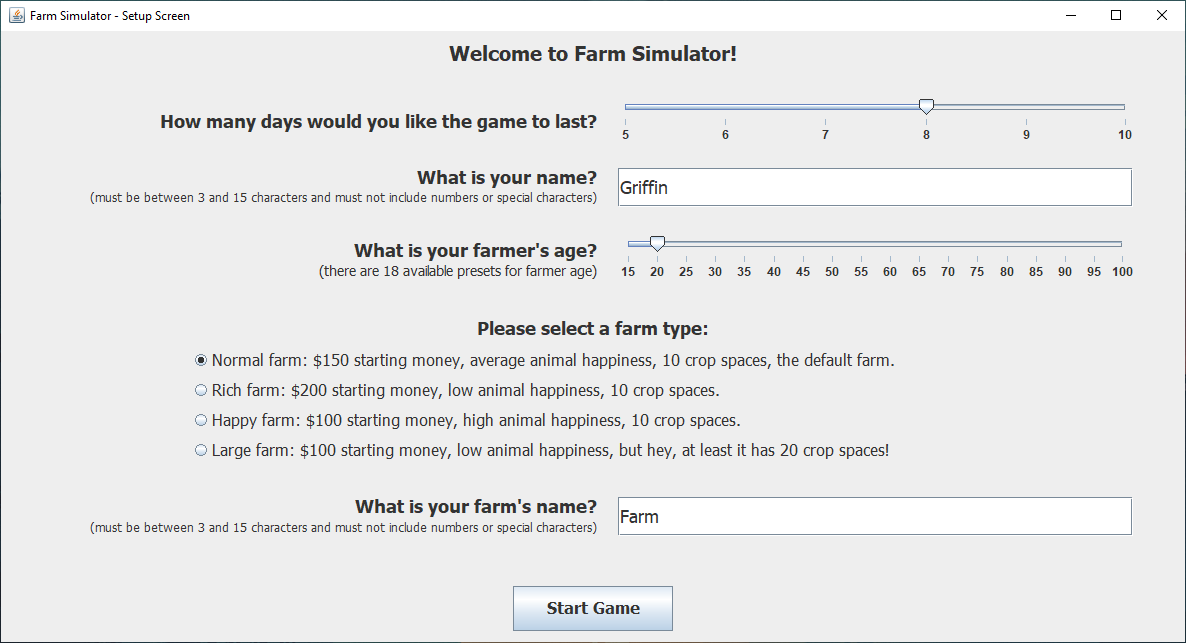 Farm Simulator - Setup Screen
Welcome to Farm Simulator!
How many days would you like the game to last?
5 6 7 8 9 10
What is your name?
(must be between 3 and 15 characters and must not include numbers or special characters)
Griffin
What is your farmer's age?
(there are 18 available presets for farmer age)
15 20 25 30 35 40 45 50 55 60 65 70 75 80 85 90 95 100
Please select a farm type:
Normal farm: $150 starting money, average animal happiness, 10 crop spaces, the default farm.
Rich farm: $200 starting money, low animal happiness, 10 crop spaces.
Happy farm: $100 starting money, high animal happiness, 10 crop spaces.
Large farm: $100 starting money, low animal happiness, but hey, at least it has 20 crop spaces!
What is your farm's name?
(must be between 3 and 15 characters and must not include numbers or special characters)
Farm
Start Game